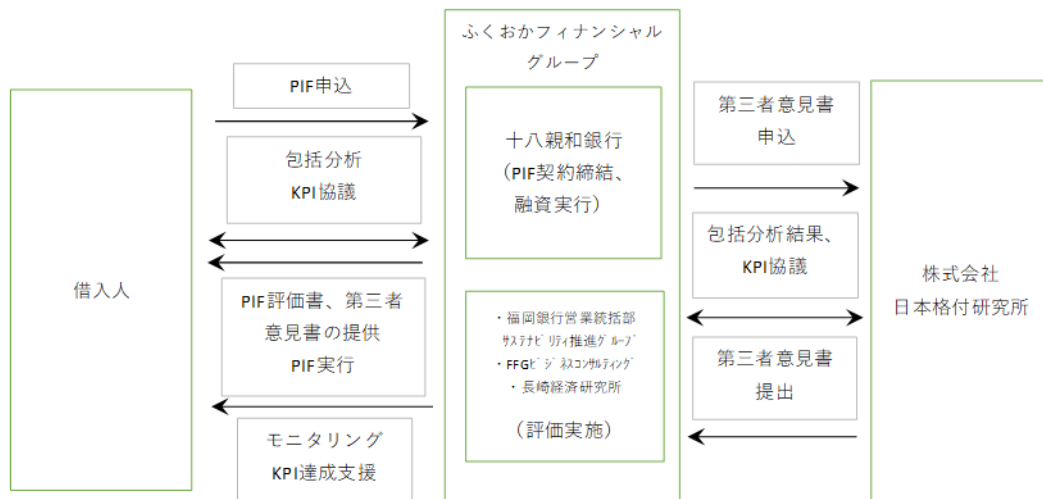 借入人
PIF申込
包括分析
KPI協議
PIF評価書、第三者
意見書の提供
PIF実行
モニタリング
KPI達成支援
ふくおかフィナンシャル
グループ
十八親和銀行
（PIF契約締結、
融資実行）
・福岡銀行営業統括部
ｻｽﾃﾅﾋﾞﾘﾃｨ推進ｸﾞﾙｰﾌﾟ
・FFGﾋﾞｼﾞﾈｽｺﾝｻﾙﾃｨﾝｸﾞ
・長崎経済研究所
（評価実施）
第三者意見書
申込
包括分析結果、
KPI協議
第三者意見書
提出
株式会社
日本格付研究所